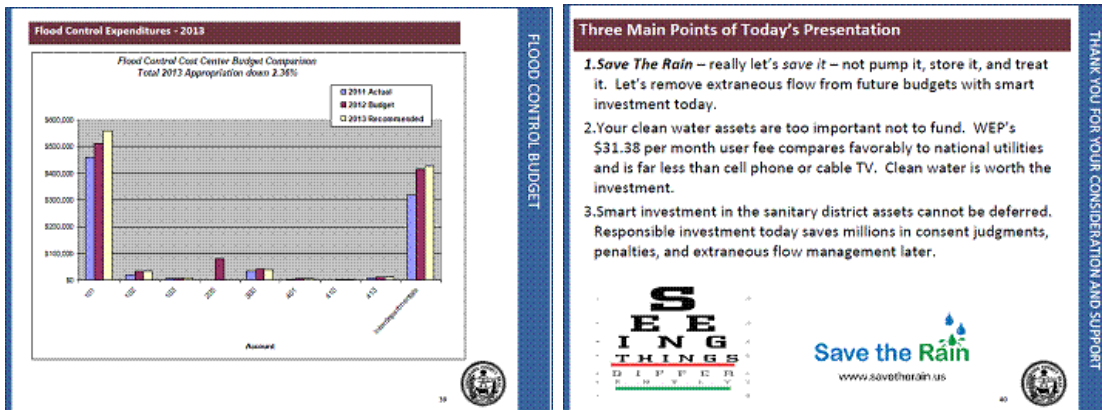 Flood Control Expenditures - 2013
Flood Control Cost Center Budget Comparison
Total 2013 Appropriation down 2.36%
2011 Actual
2012 Budget
2013 Recommended
$600,000
$500,000
$400,000
$300,000
$200,000
$100,000
$0
101
102
103
205
300
401
410
413
Interdepartmentals
Account
39
FLOOD CONTROL BUDGET
Three Main Points of Today's Presentation
1.Save The Rain – really let's save it – not pump it, store it, and treat
it. Let's remove extraneous flow from future budgets with smart
investment today.
2.Your clean water assets are too important not to fund. WEP's
$31.38 per month user fee compares favorably to national utilities
and is far less than cell phone or cable TV. Clean water is worth the
investment.
3.Smart investment in the sanitary district assets cannot be deferred.
Responsible investment today saves millions in consent judgments,
penalties, and extraneous flow management later.
S
E E
I N G
T H I N G S
D I F F E R
E N T L Y
Save the Rain
www.savetherain.us
40
THANK YOU FOR YOUR CONSIDERATION AND SUPPORT